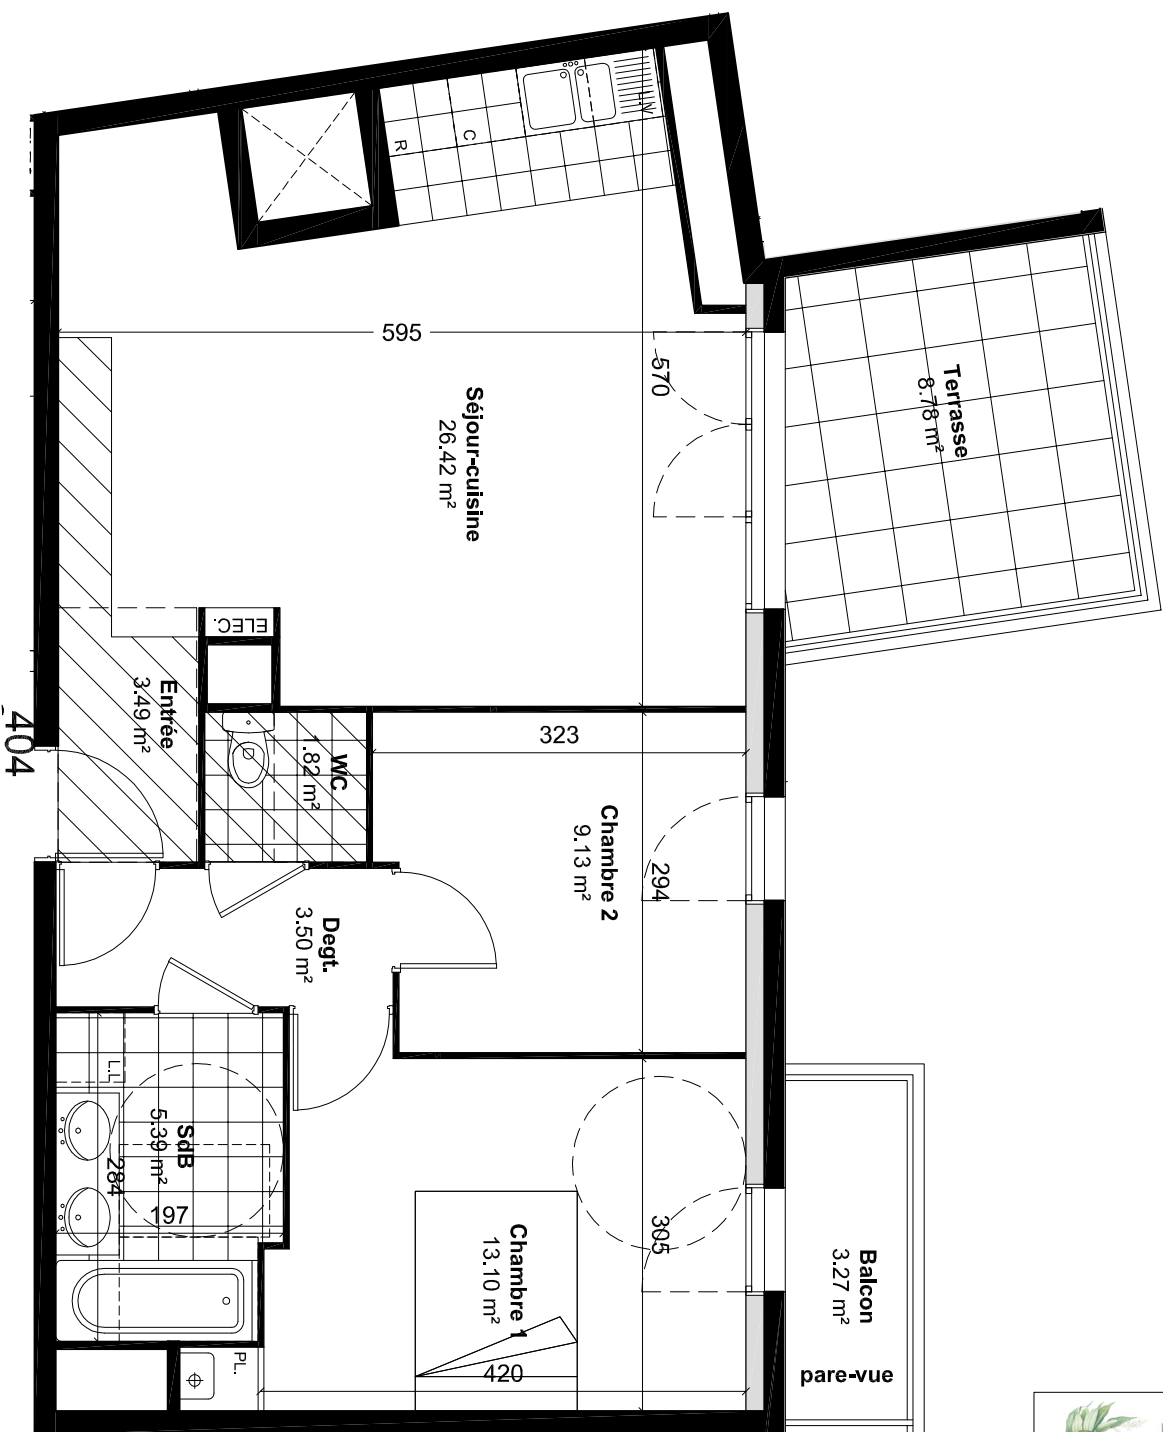 L.V
C
R
595
570
Séjour-cuisine
26.42 m²
Terrasse
8.78 m²
ELEC.
Entrée
3.49 m²
404
WC
1.82 m²
323
Chambre 2
9.13 m²
294
Degt.
3.50 m²
L.L
SdB
5.39 m²
284
197
Chambre 1
13.10 m²
305
420
PL.
Balcon
3.27 m²
pare-vue